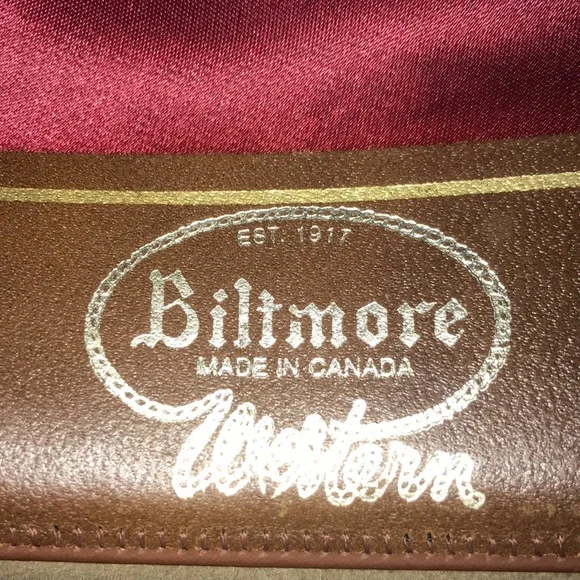 EST. 1917
Biltmore
MADE IN CANADA
Western